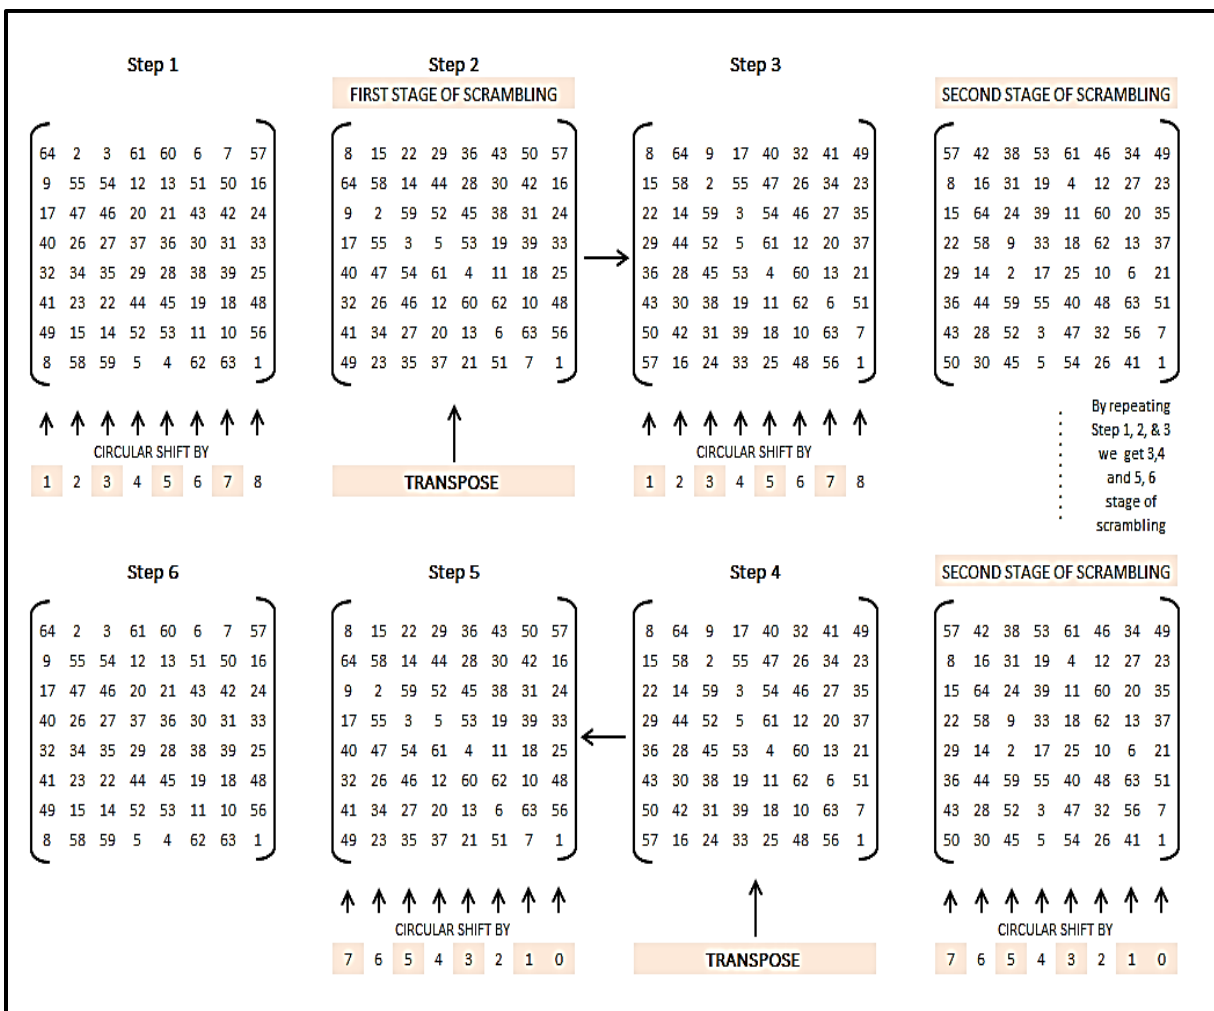 Step 1
Step 2
Step 3
FIRST STAGE OF SCRAMBLING
SECOND STAGE OF SCRAMBLING
64 2 3 61 60 6 7 57
9 55 54 12 13 51 50 16
17 47 46 20 21 43 42 24
40 26 27 37 36 30 31 33
32 34 35 29 28 38 39 25
41 23 22 44 45 19 18 48
49 15 14 52 53 11 10 56
8 58 59 5 4 62 63 1
CIRCULAR SHIFT BY
1 2 3 4 5 6 7 8
8 15 22 29 36 43 50 57
64 58 14 44 28 30 42 16
9 2 59 52 45 38 31 24
17 55 3 5 53 19 39 33
40 47 54 61 4 11 18 25
32 26 46 12 60 62 10 48
41 34 27 20 13 6 63 56
49 23 35 37 21 51 7 1
TRANSPOSE
8 64 9 17 40 32 41 49
15 58 2 55 47 26 34 23
22 14 59 3 54 46 27 35
29 44 52 5 61 12 20 37
36 28 45 53 4 60 13 21
43 30 38 19 11 62 6 51
50 42 31 39 18 10 63 7
57 16 24 33 25 48 56 1
CIRCULAR SHIFT BY
1 2 3 4 5 6 7 8
57 42 38 53 61 46 34 49
8 16 31 19 4 12 27 23
15 64 24 39 11 60 20 35
22 58 9 33 18 62 13 37
29 14 2 17 25 10 6 21
36 44 59 55 40 48 63 51
43 28 52 3 47 32 56 7
50 30 45 5 54 26 41 1
By repeating
Step 1, 2, & 3
we get 3,4
and 5, 6
stage of
scrambling
Step 6
Step 5
Step 4
SECOND STAGE OF SCRAMBLING
64 2 3 61 60 6 7 57
9 55 54 12 13 51 50 16
17 47 46 20 21 43 42 24
40 26 27 37 36 30 31 33
32 34 35 29 28 38 39 25
41 23 22 44 45 19 18 48
49 15 14 52 53 11 10 56
8 58 59 5 4 62 63 1
8 15 22 29 36 43 50 57
64 58 14 44 28 30 42 16
9 2 59 52 45 38 31 24
17 55 3 5 53 19 39 33
40 47 54 61 4 11 18 25
32 26 46 12 60 62 10 48
41 34 27 20 13 6 63 56
49 23 35 37 21 51 7 1
CIRCULAR SHIFT BY
7 6 5 4 3 2 1 0
8 64 9 17 40 32 41 49
15 58 2 55 47 26 34 23
22 14 59 3 54 46 27 35
29 44 52 5 61 12 20 37
36 28 45 53 4 60 13 21
43 30 38 19 11 62 6 51
50 42 31 39 18 10 63 7
57 16 24 33 25 48 56 1
TRANSPOSE
57 42 38 53 61 46 34 49
8 16 31 19 4 12 27 23
15 64 24 39 11 60 20 35
22 58 9 33 18 62 13 37
29 14 2 17 25 10 6 21
36 44 59 55 40 48 63 51
43 28 52 3 47 32 56 7
50 30 45 5 54 26 41 1
CIRCULAR SHIFT BY
7 6 5 4 3 2 1 0